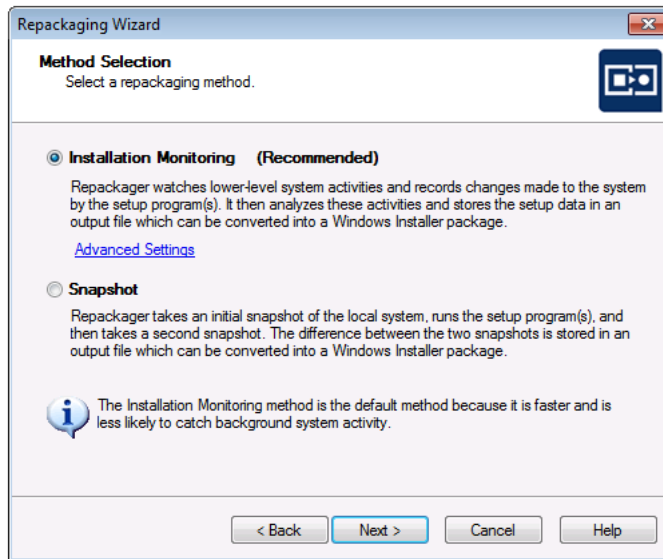 Repackaging Wizard
Method Selection
Select a repackaging method.
Installation Monitoring (Recommended)
Repackager watches lower-level system activities and records changes made to the system
by the setup program(s). It then analyzes these activities and stores the setup data in an
output file which can be converted into a Windows Installer package.
Advanced Settings
Snapshot
Repackager takes an initial snapshot of the local system, runs the setup program(s), and
then takes a second snapshot. The difference between the two snapshots is stored in an
output file which can be converted into a Windows Installer package.
The Installation Monitoring method is the default method because it is faster and is
less likely to catch background system activity.
< Back Next > Cancel Help